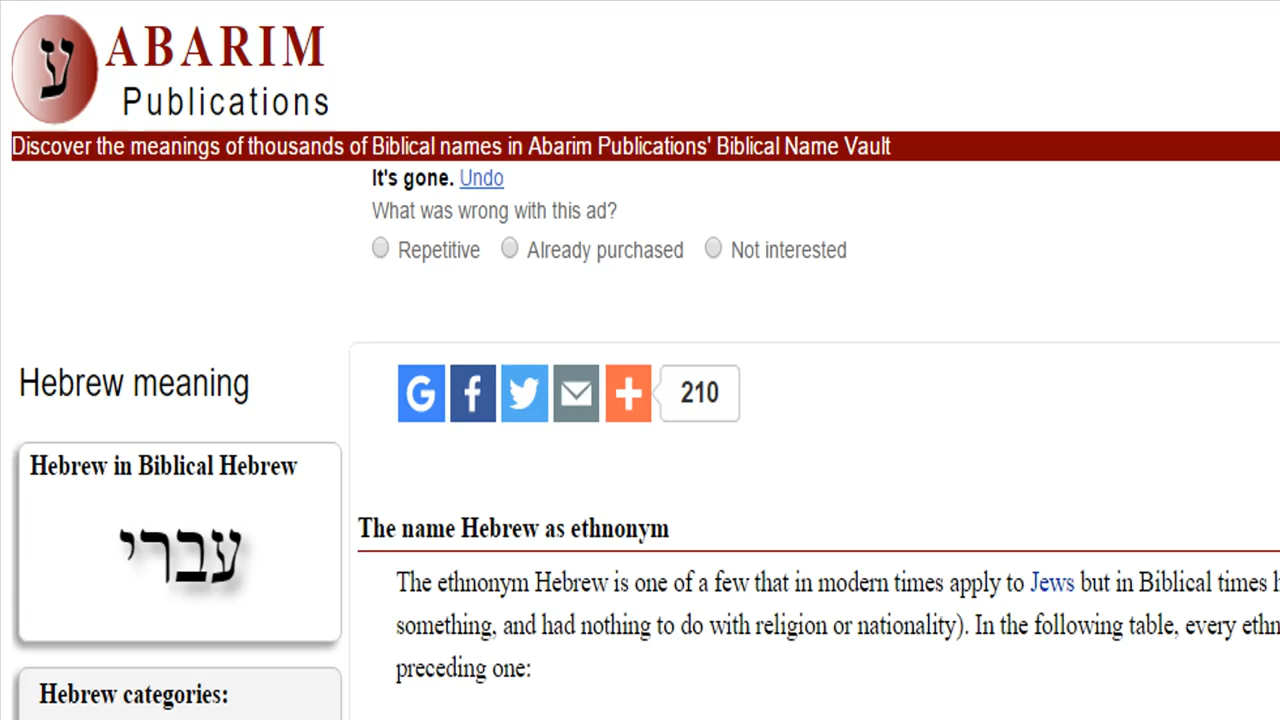 ע
ABARIM
Publications
Discover the meanings of thousands of Biblical names in Abarim Publications' Biblical Name Vault
It's gone. Undo
What was wrong with this ad?
Repetitive Already purchased Not interested
Hebrew meaning
210
Hebrew in Biblical Hebrew
עברי
The name Hebrew as ethnonym
The ethnonym Hebrew is one of a few that in modern times apply to Jews but in Biblical times
something, and had nothing to do with religion or nationality). In the following table, every
preceding one:
Hebrew categories: